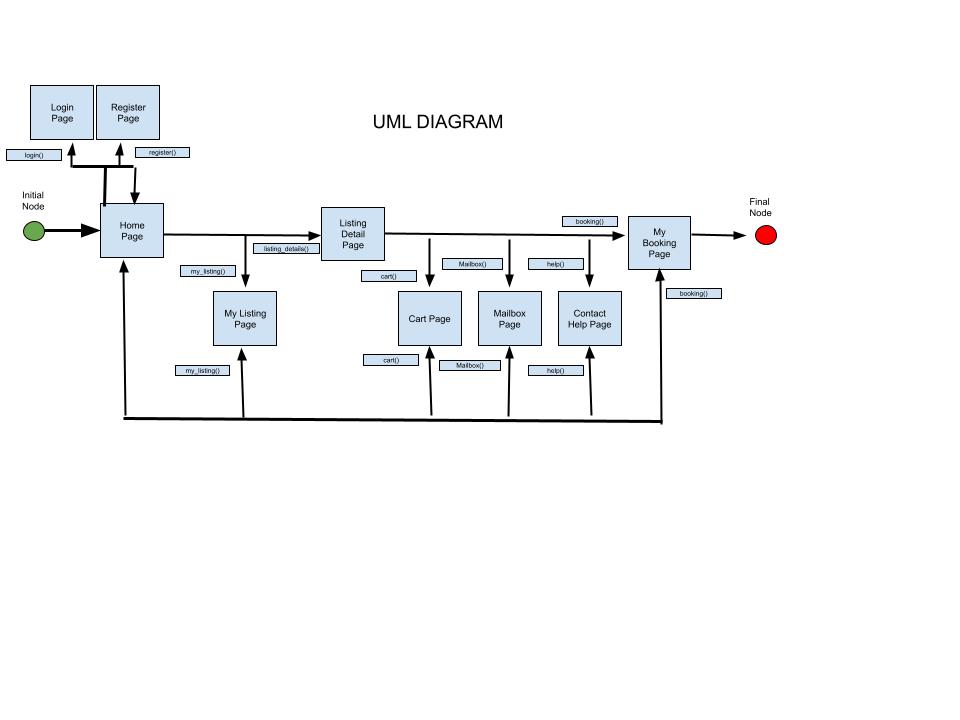 UML DIAGRAM
Login
Page
Register
Page
login()
register()
Initial
Node
Home
Page
listing_details()
my_listing()
Listing
Detail
Page
booking()
My
Booking
Page
Final
Node
cart()
Mailbox()
help()
booking()
My Listing
Page
Cart Page
Mailbox
Page
Contact
Help Page
my_listing()
cart()
Mailbox()
help()